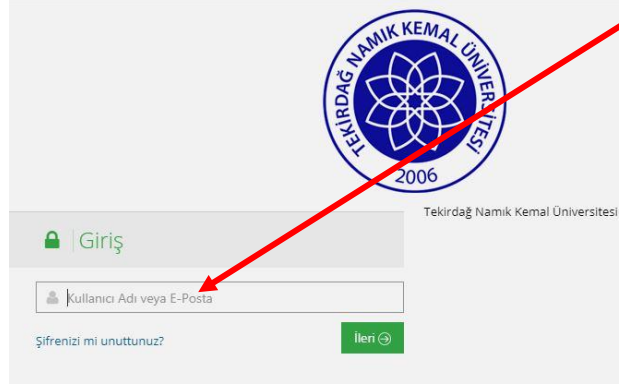 TEKİRDAĞ NAMIK KEMAL ÜNİVERSİTESİ
2006
Tekirdağ Namık Kemal Üniversitesi
Giriş
Kullanıcı Adı veya E-Posta
Şifrenizi mi unuttunuz?
İleri